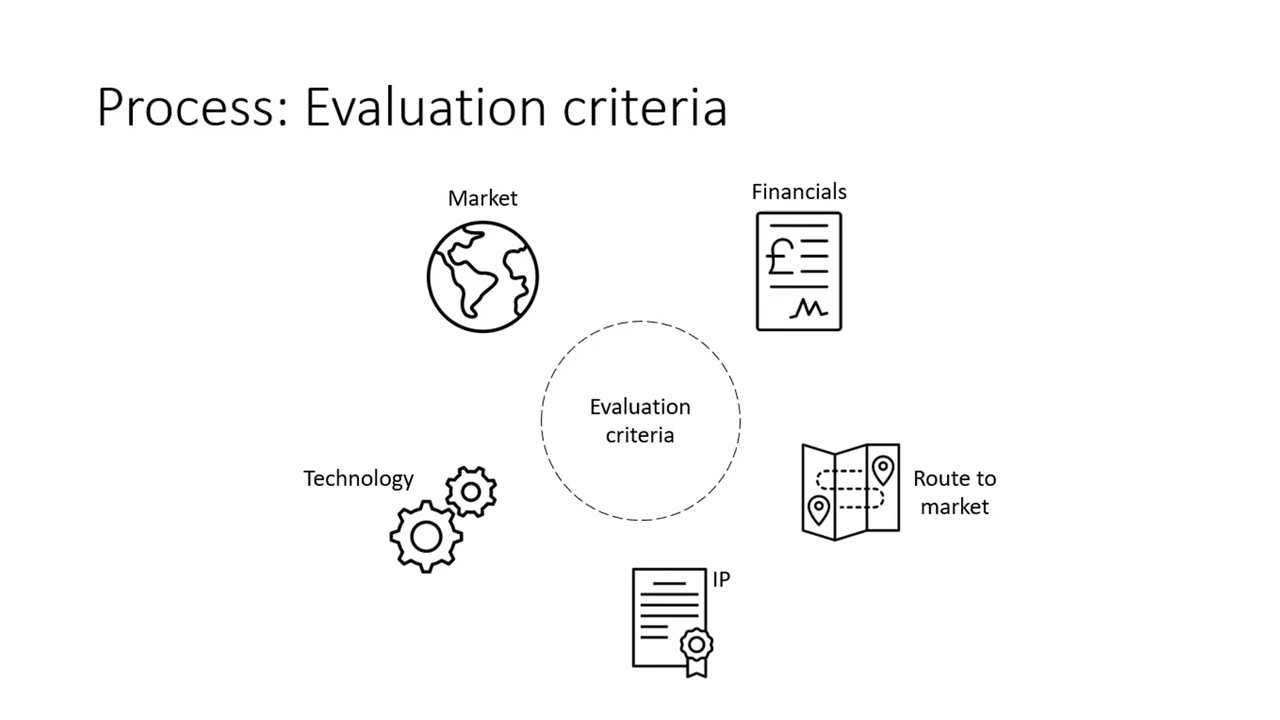 Process: Evaluation criteria
Market
Financials
£
Evaluation
criteria
Technology
Route to
market
IP